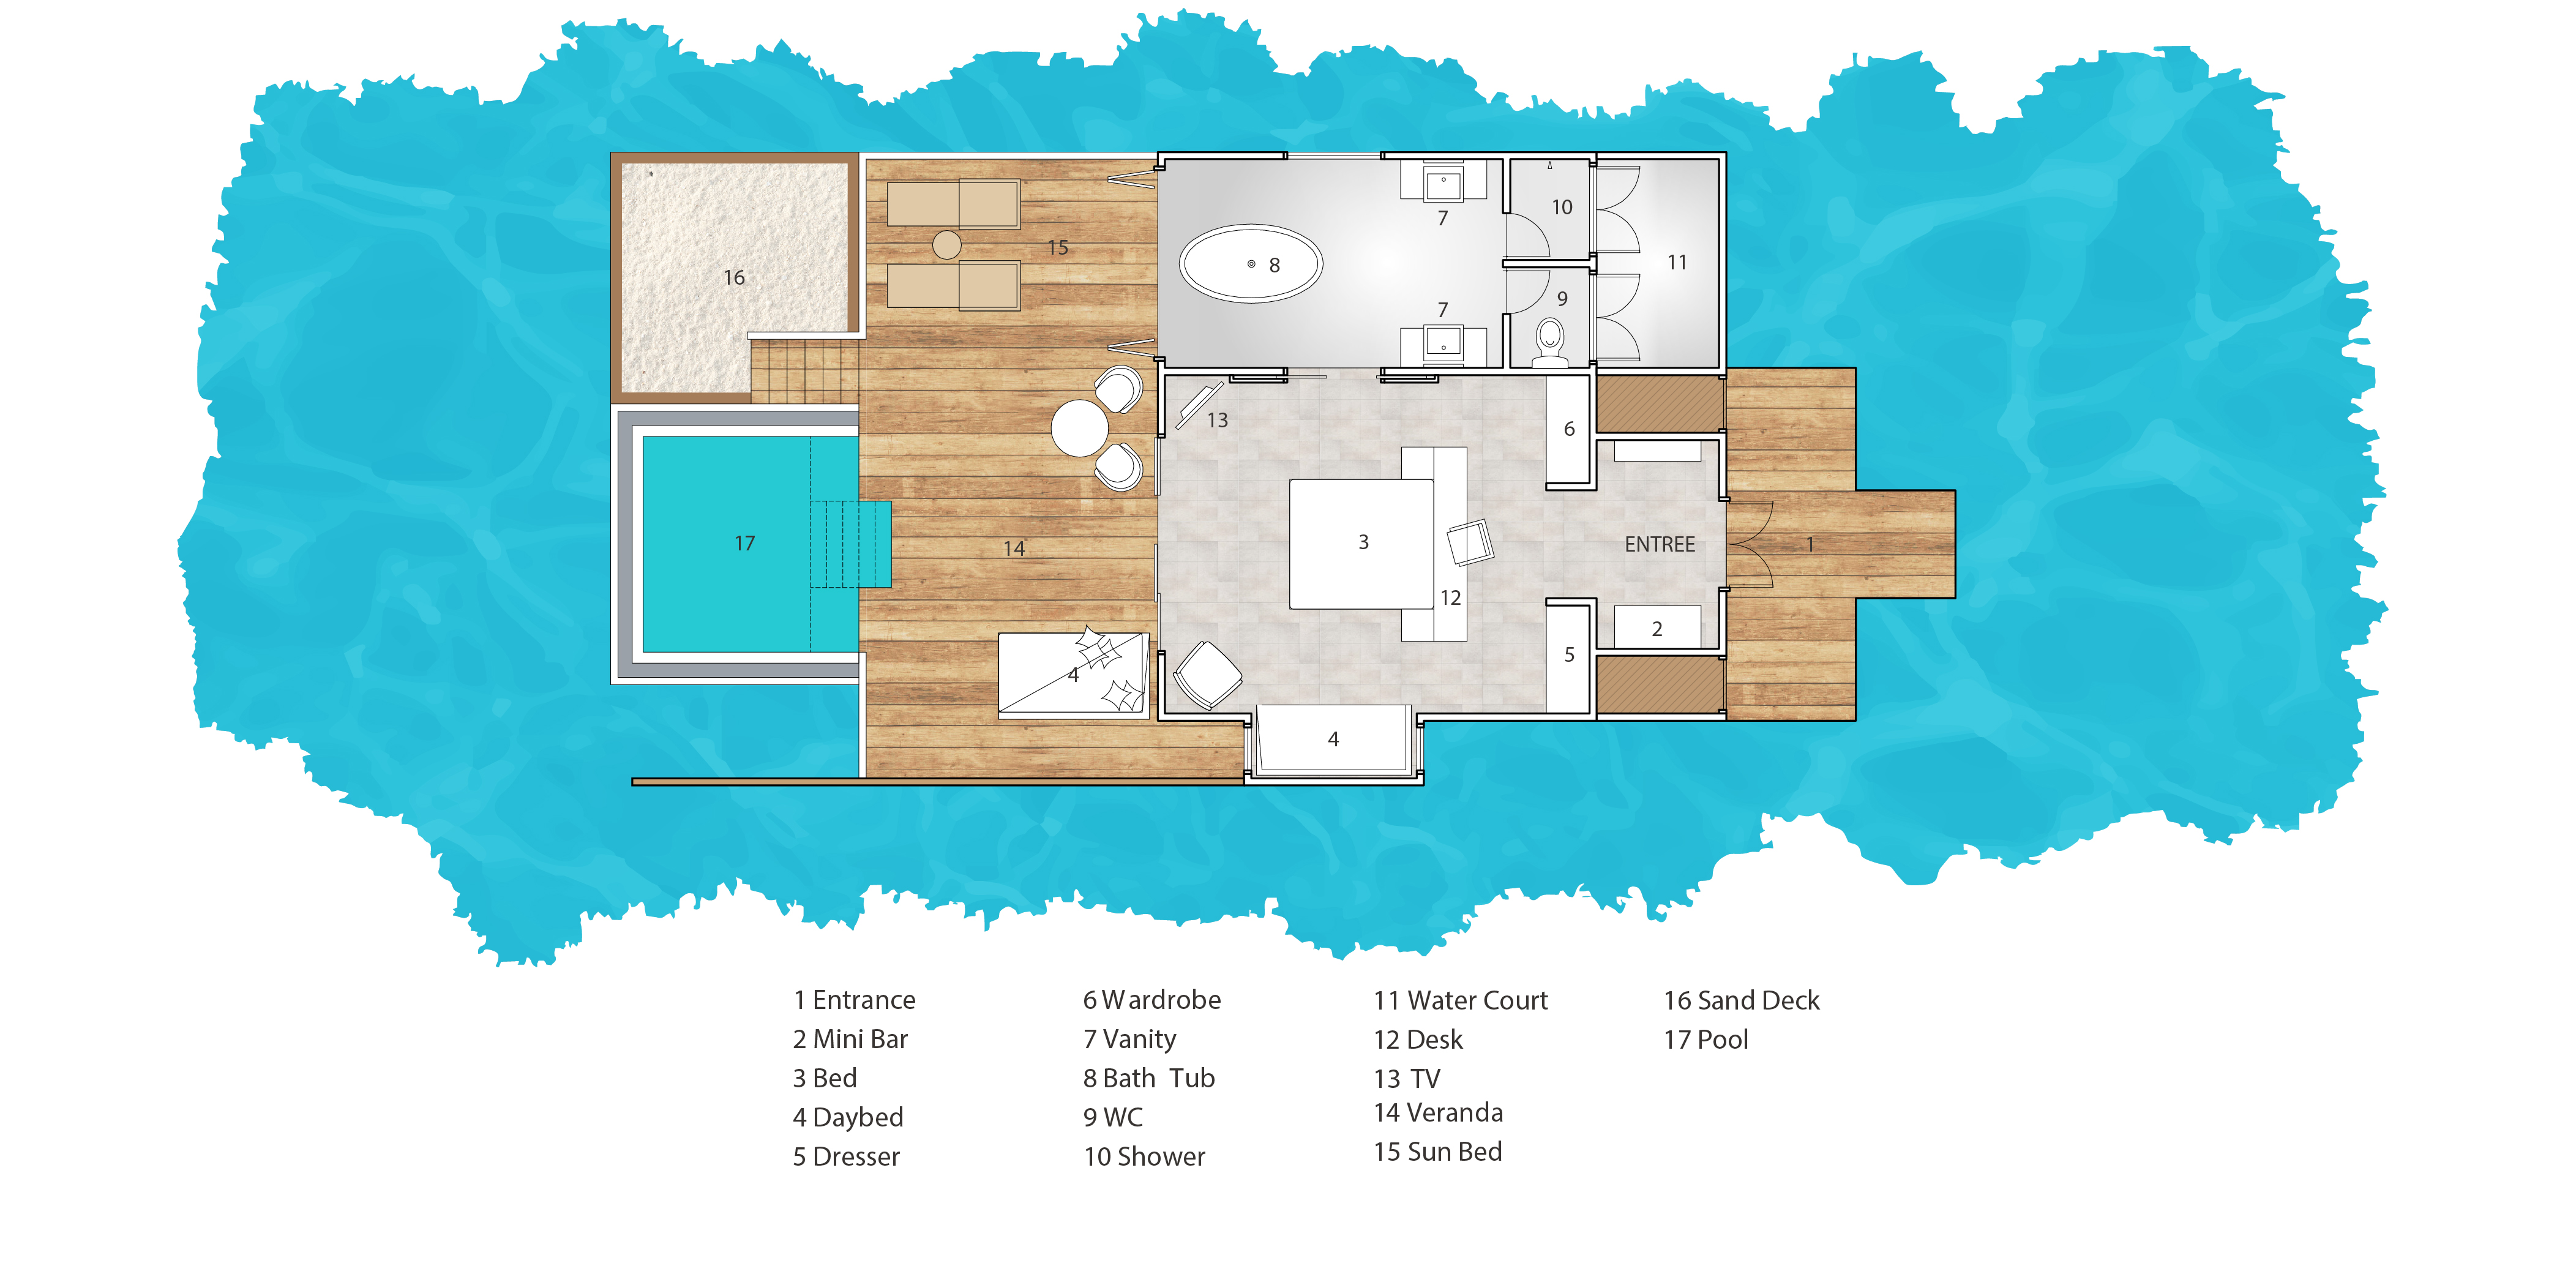 7
10
15
11
8
16
9
7
13
6
3
17
14
ENTREE
1
12
2
5
4
4
1 Entrance
2 Mini Bar
3 Bed
4 Daybed
5 Dresser
6 Wardrobe
7 Vanity
8 Bath Tub
9 WC
10 Shower
11 Water Court
12 Desk
13 TV
14 Veranda
15 Sun Bed
16 Sand Deck
17 Pool